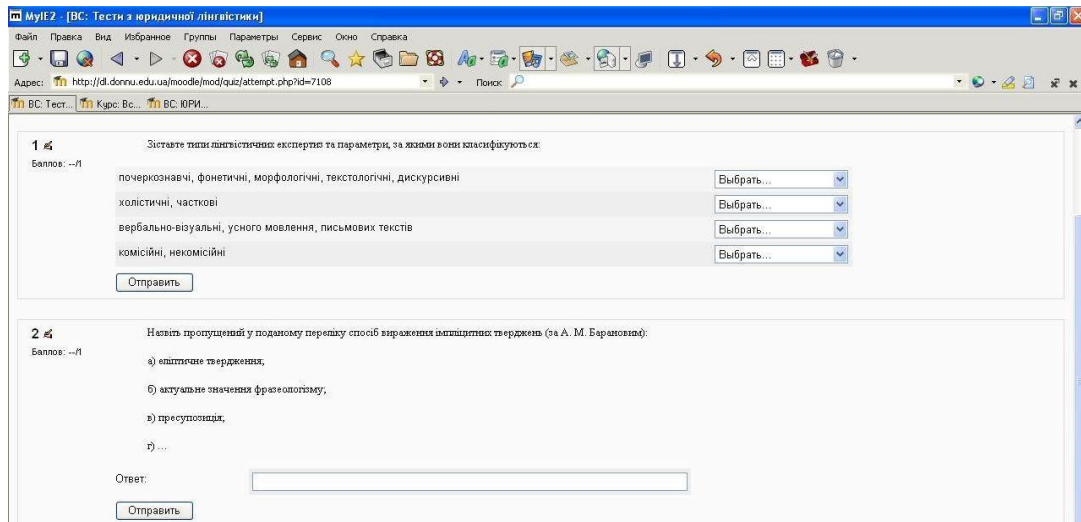 MyIE2 - [ВС: Тести з юридичної лінгвістики]
Файл Правка Вид Избранное Группы Параметры Сервис Окно Справка
Адрес: http://dl.donnu.edu.ua/moodle/mod/quiz/attempt.php?id=7108 Поиск
ВС: Тест... Курс: Вс... ВС: ЮРИ...
1 Зіставте типи лінгвістичних експертиз та параметри, за якими вони класифікуються:
Баллов: --/1
почеркознавчі, фонетичні, морфологічні, текстологічні, дискурсивні Выбрать...
холістичні, часткові Выбрать...
вербально-візуальні, усного мовлення, письмових текстів Выбрать...
комісійні, некомісійні Выбрать...
Отправить
2 Назвіть пропущений у поданому переліку спосіб вираження імпліцитних тверджень (за А. М. Барановим):
Баллов: --/1
а) еліптичне твердження;
б) актуальне значення фразеологізму;
в) пресупозиція;
г) ...
Ответ:
Отправить